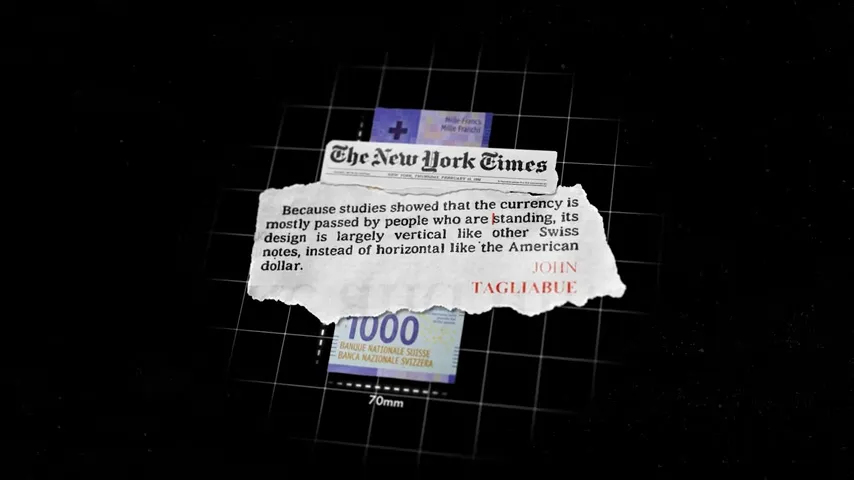 Mille Francs
Mille Franchi
The New York Times
Because studies showed that the currency is
mostly passed by people who are standing, its
design is largely vertical like other Swiss
notes, instead of horizontal like the American
dollar.
JOHN
TAGLIABUE
1000
BANQUE NATIONALE SUISSE
BANCA NAZIONALE SVIZZERA
70mm